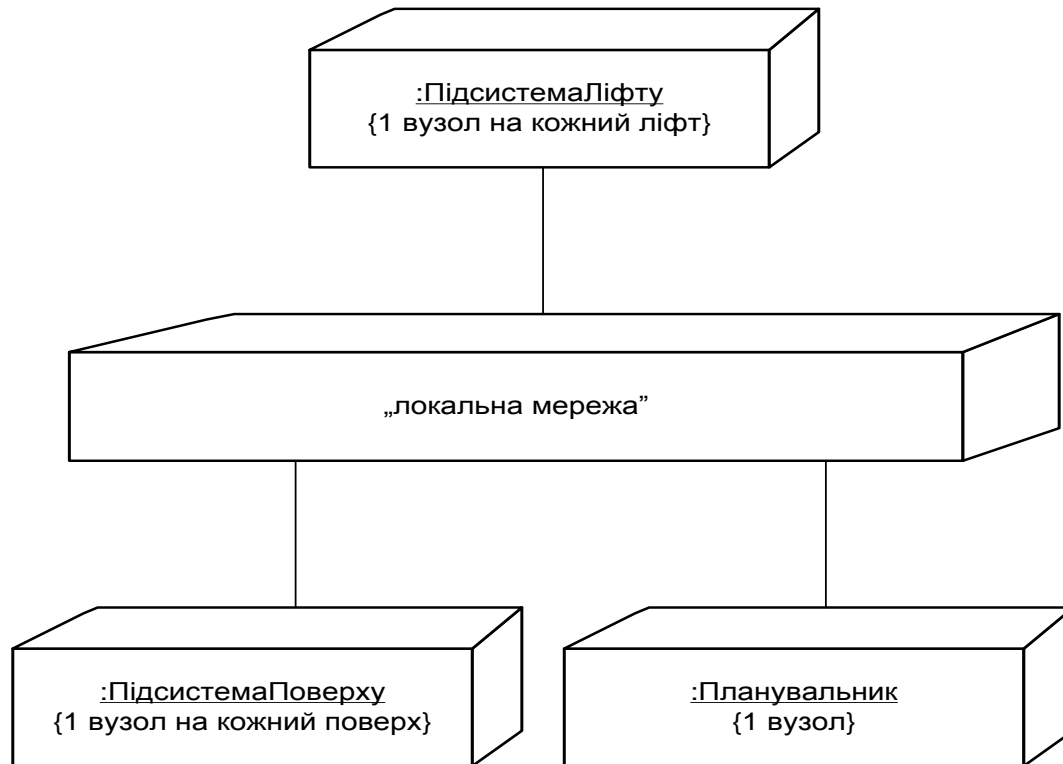 :ПідсистемаЛіфту
{1 вузол на кожний ліфт}
„локальна мережа”
:ПідсистемаПоверху
{1 вузол на кожний поверх}
:Планувальник
{1 вузол}